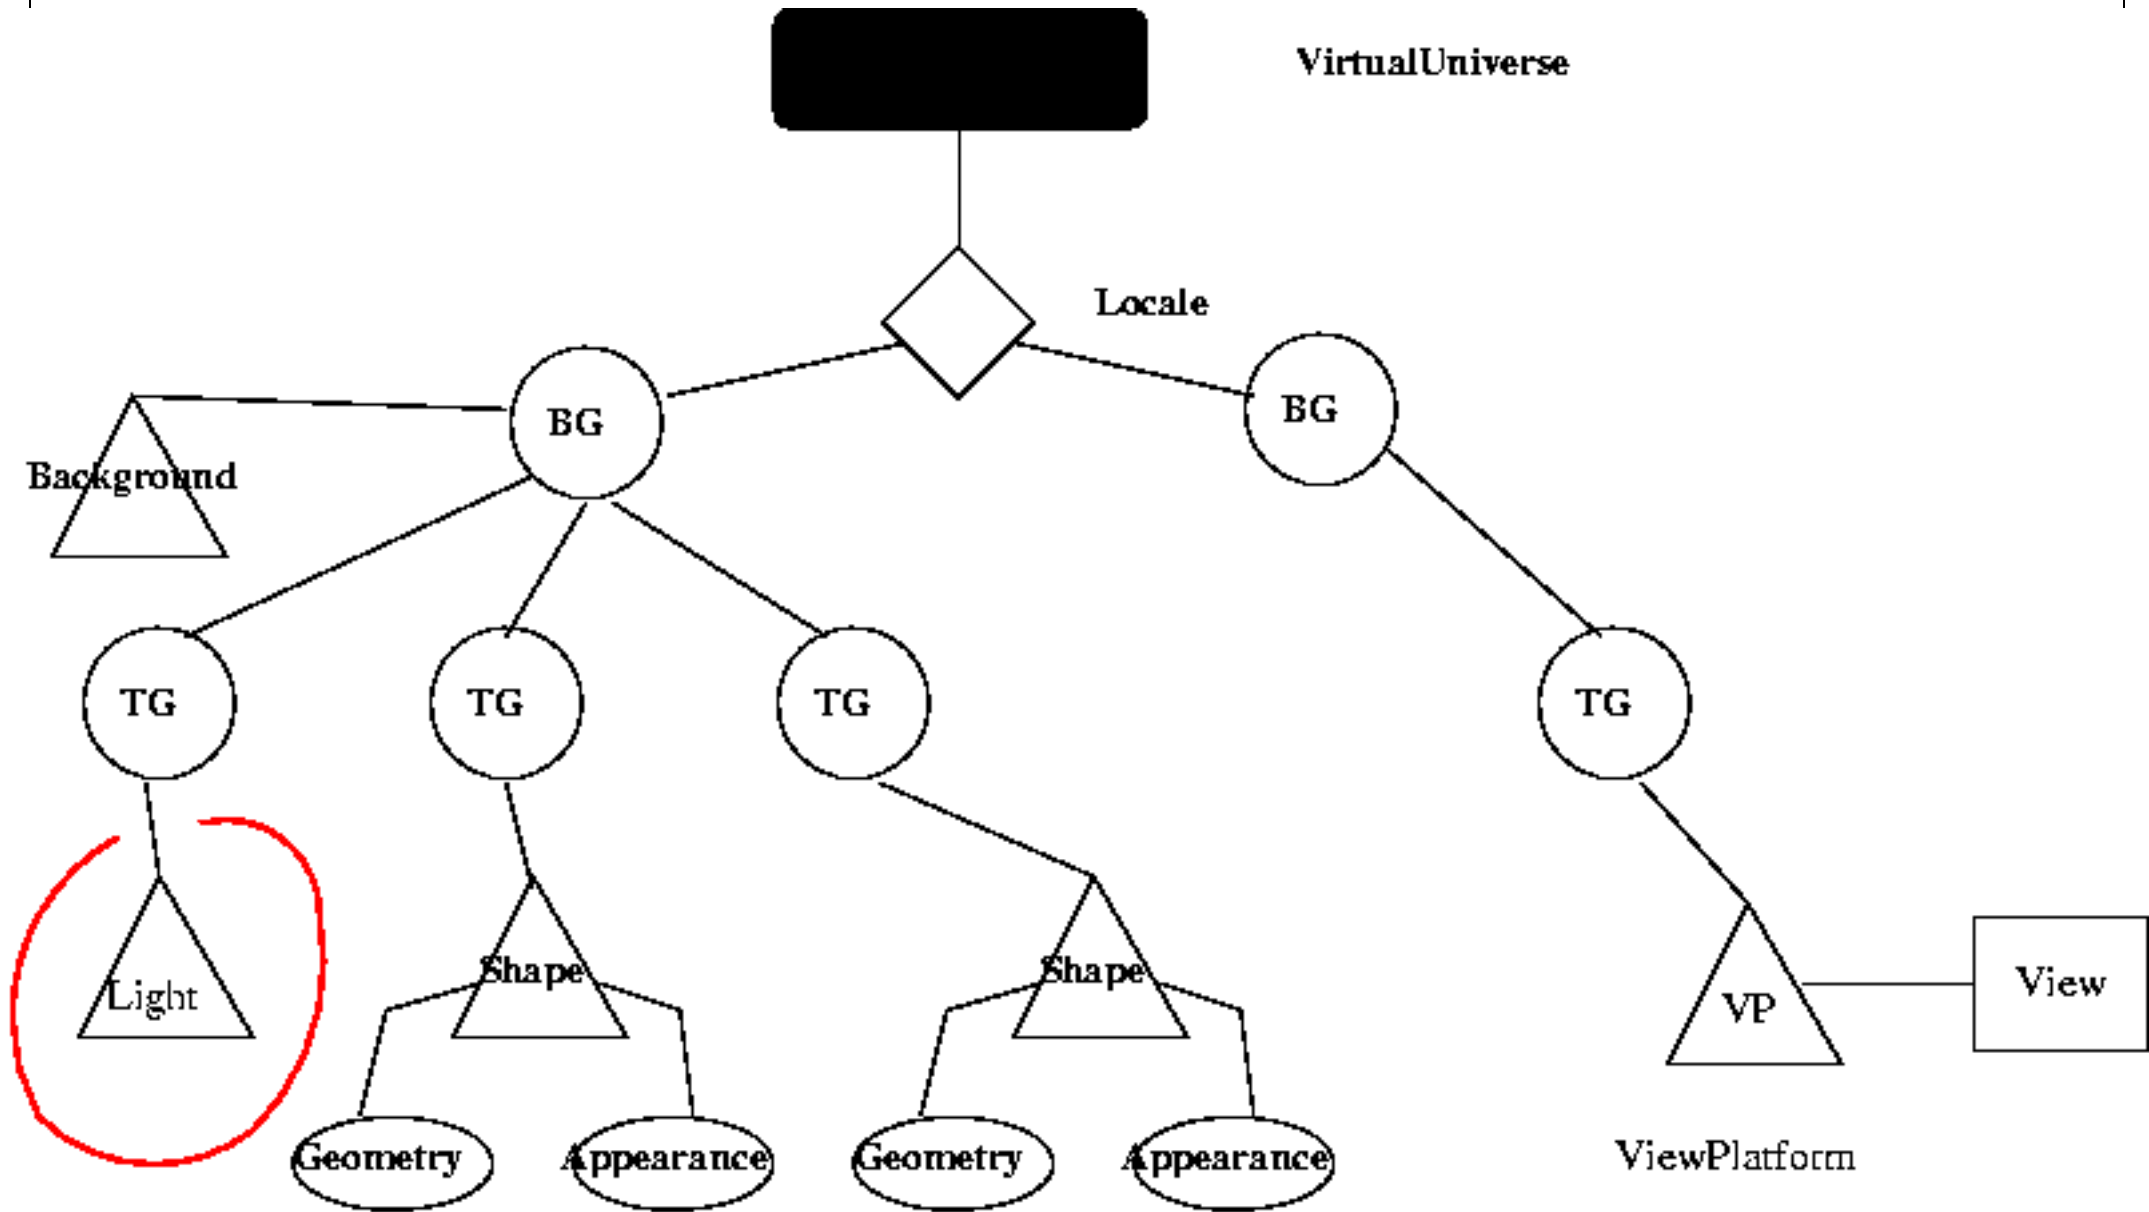 VirtualUniverse
Locale
BG
BG
Background
TG
TG
TG
TG
Light
Shape
Shape
VP
View
Geometry
Appearance
Geometry
Appearance
ViewPlatform